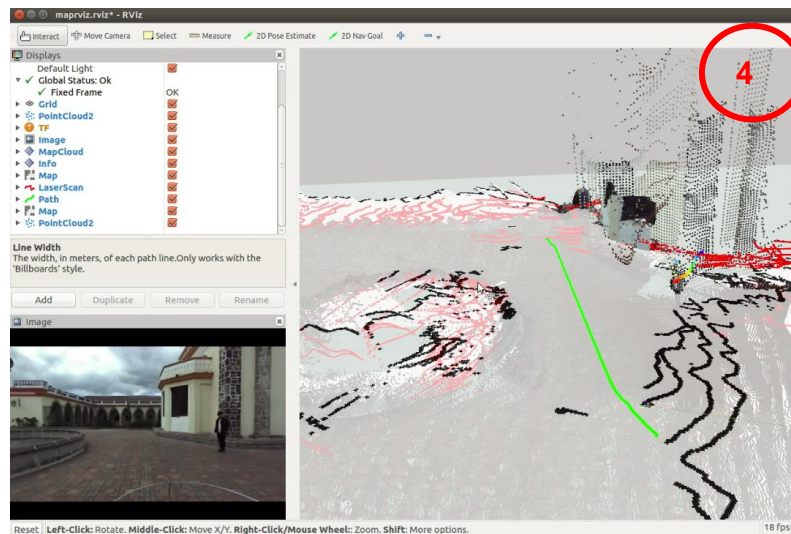 maprviz.rviz* - RViz
Interact Move Camera Select Measure 2D Pose Estimate 2D Nav Goal
Displays
Default Light
Global Status: Ok
Fixed Frame OK
Grid
PointCloud2
TF
Image
MapCloud
Info
Map
LaserScan
Path
Map
PointCloud2
Line Width
The width, in meters, of each path line.Only works with the
'Billboards' style.
Add Duplicate Remove Rename
Image
4
Reset Left-Click: Rotate. Middle-Click: Move X/Y. Right-Click/Mouse Wheel:: Zoom. Shift: More options. 18 fps